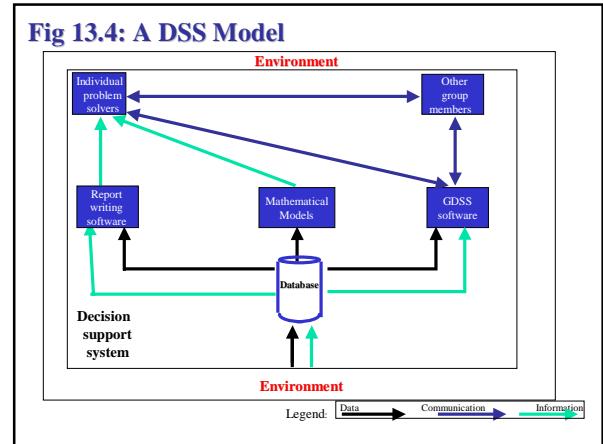 Fig 13.4: A DSS Model
Environment
Individual
problem
solvers
Other
group
members
Report
writing
software
Mathematical
Models
GDSS
software
Database
Decision
support
system
Environment
Legend: Data Communication Information